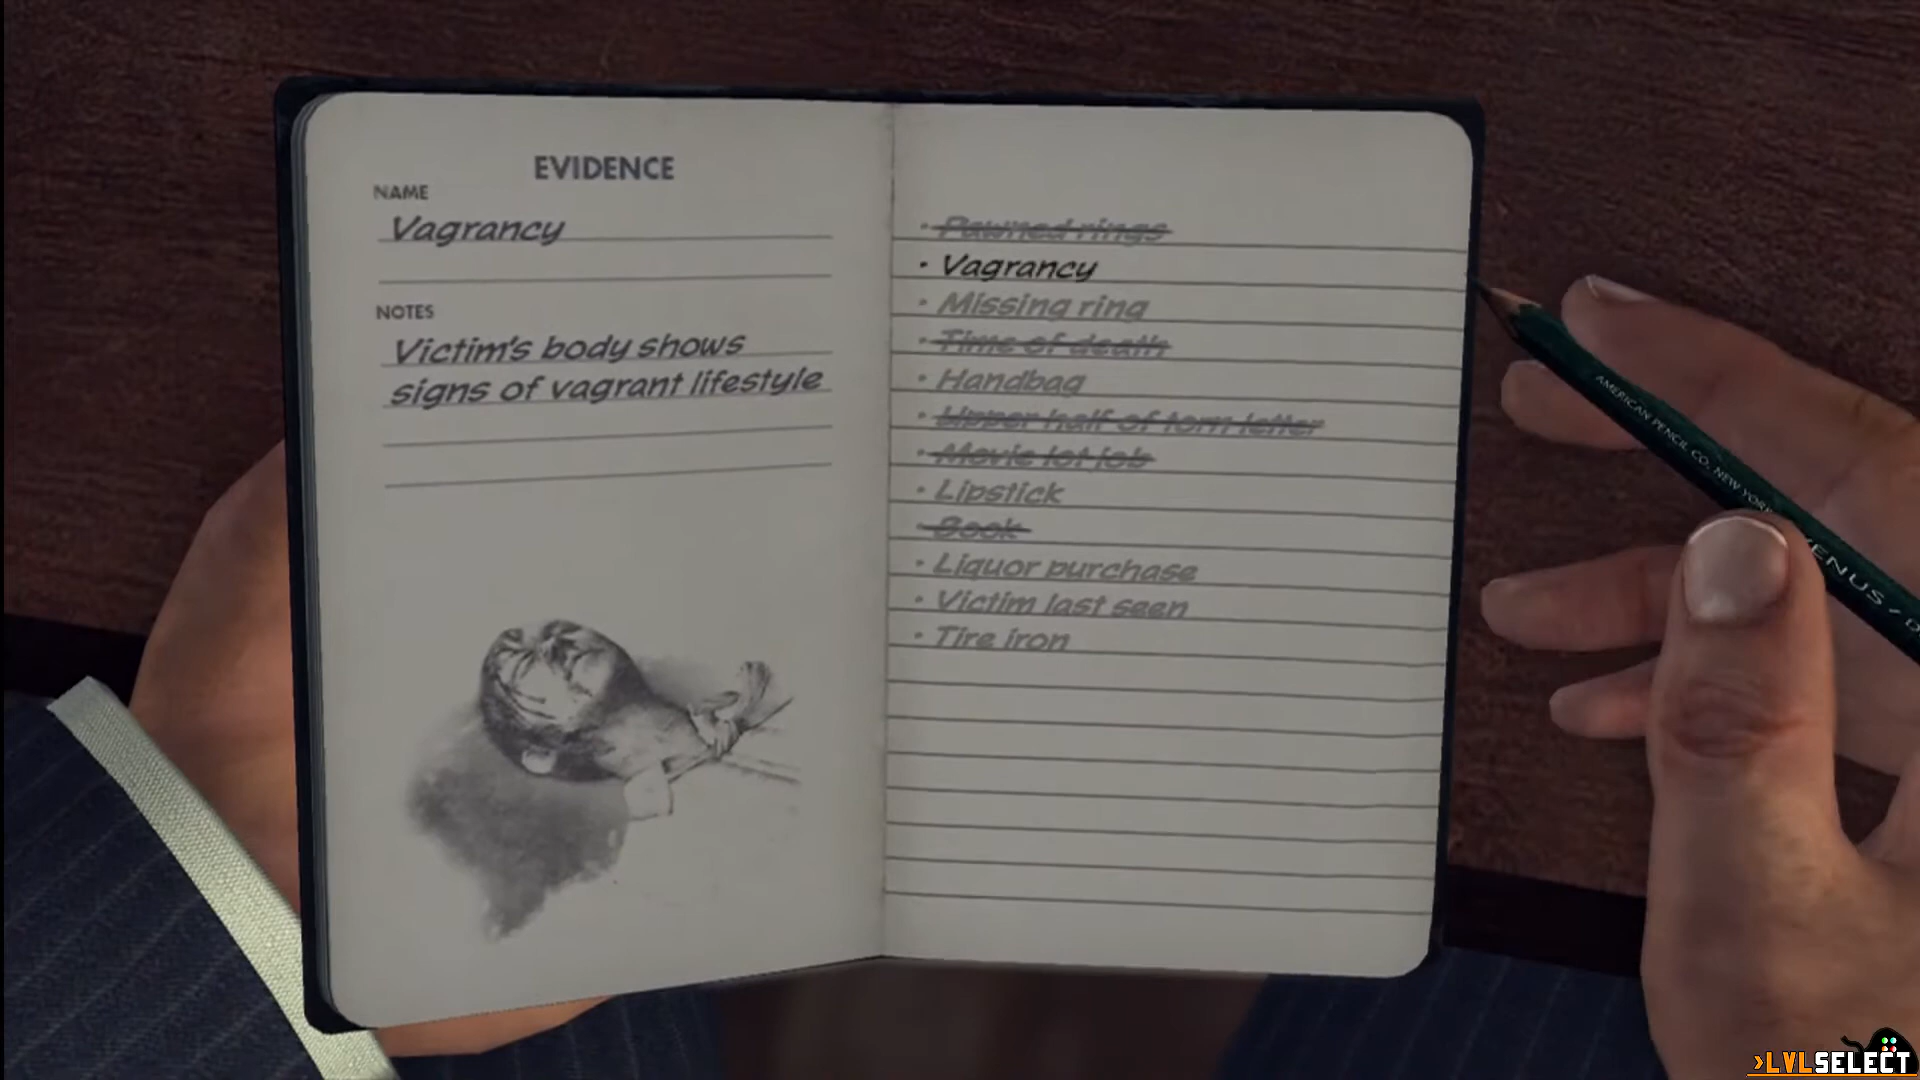 EVIDENCE
NAME
Vagrancy
NOTES
Victim's body shows
signs of vagrant lifestyle
• Pawned rings
• Vagrancy
• Missing ring
• Time of death
• Handbag
• Upper half of torn letter
• Movie lot job
• Lipstick
• Book
• Liquor purchase
• Victim last seen
• Tire iron
AMERICAN PENCIL CO. NEW YORK
VENUS
›LVLSELECT